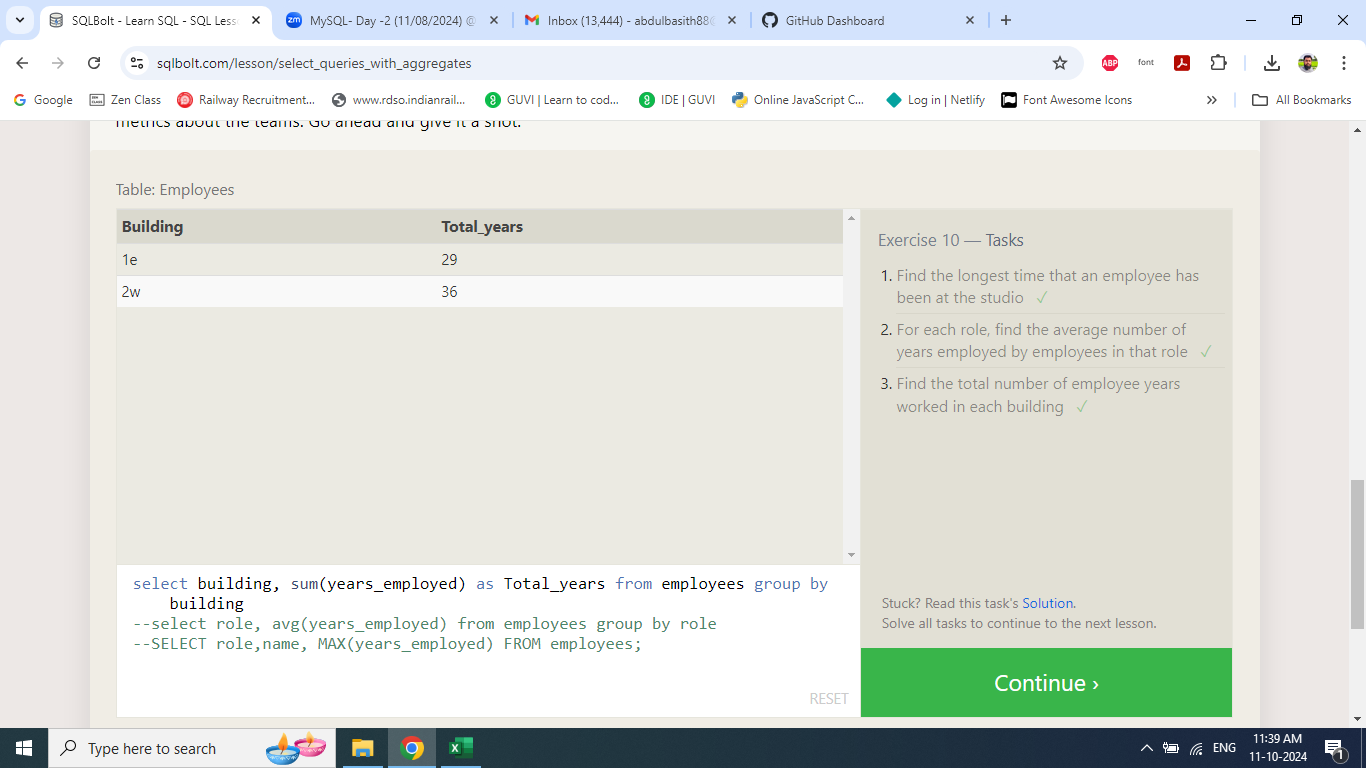 SQLBolt - Learn SQL - SQL Less
MySQL- Day -2 (11/08/2024) @
Inbox (13,444) - abdulbasith88
GitHub Dashboard
sqlbolt.com/lesson/select_queries_with_aggregates
ABP
font
Google
Zen Class
Railway Recruitment...
www.rdso.indianrail...
GUVI | Learn to cod...
IDE | GUVI
Online JavaScript C...
Log in | Netlify
Font Awesome Icons
All Bookmarks
metrics about the teams. Go ahead and give it a shot.
Table: Employees
Building Total_years
1e 29
2w 36
Exercise 10 — Tasks
1. Find the longest time that an employee has
been at the studio ✓
2. For each role, find the average number of
years employed by employees in that role ✓
3. Find the total number of employee years
worked in each building ✓
select building, sum(years_employed) as Total_years from employees group by
building
--select role, avg(years_employed) from employees group by role
--SELECT role,name, MAX(years_employed) FROM employees;
RESET
Stuck? Read this task's Solution.
Solve all tasks to continue to the next lesson.
Continue ›
Type here to search
ENG
11:39 AM
11-10-2024
1